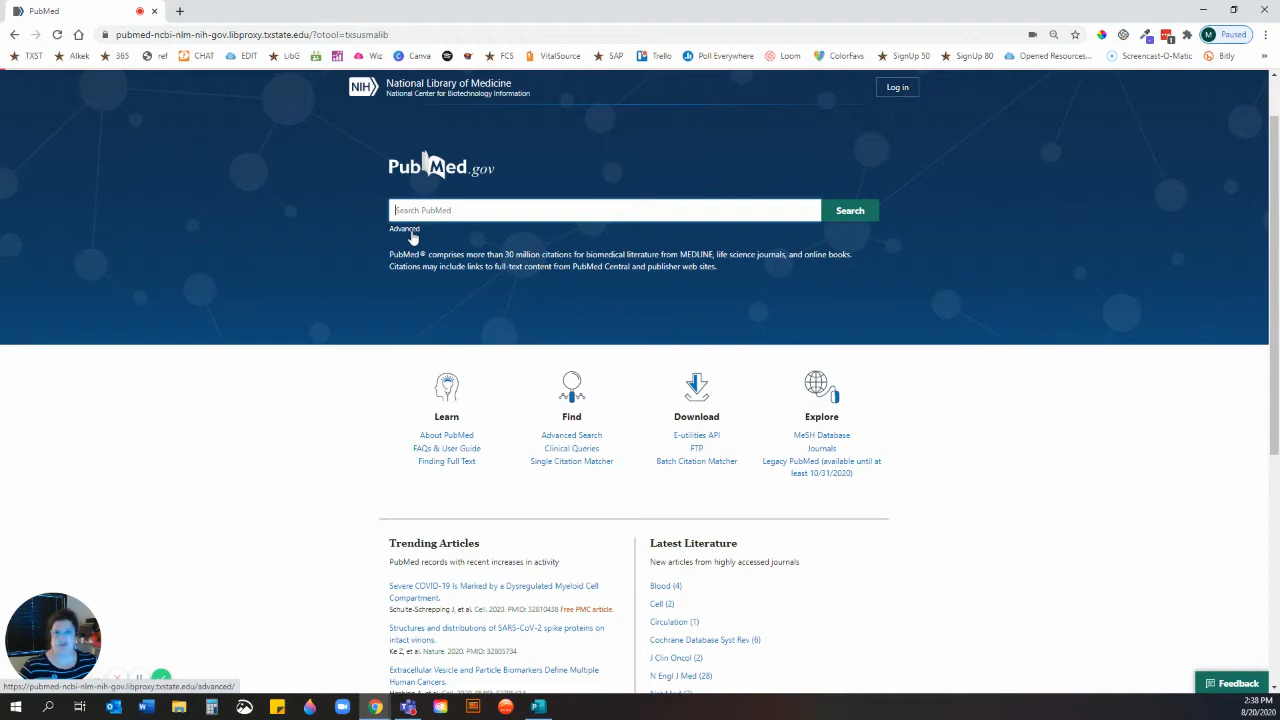 PubMed
pubmed-ncbi-nlm-nih-gov.libproxy.txstate.edu/?otool=txsusmalib
Paused
TXST Alkek 365 ref CHAT EDIT LibG Wiz Canva FCS VitalSource SAP Trello Poll Everywhere Loom ColorFavs SignUp 50 SignUp 80 Opened Resources... Screencast-O-Matic Bitly »
NIH National Library of Medicine
National Center for Biotechnology Information
Log in
PubMed.gov
Search PubMed
Search
Advanced
PubMed® comprises more than 30 million citations for biomedical literature from MEDLINE, life science journals, and online books.
Citations may include links to full-text content from PubMed Central and publisher web sites.
Learn
About PubMed
FAQs & User Guide
Finding Full Text
Find
Advanced Search
Clinical Queries
Single Citation Matcher
Download
E-utilities API
FTP
Batch Citation Matcher
Explore
MeSH Database
Journals
Legacy PubMed (available until at
least 10/31/2020)
Trending Articles
PubMed records with recent increases in activity
Severe COVID-19 Is Marked by a Dysregulated Myeloid Cell
Compartment.
Schulte-Schrepping J, et al. Cell. 2020. PMID: 32810438 Free PMC article.
Structures and distributions of SARS-CoV-2 spike proteins on
intact virions.
Ke Z, et al. Nature. 2020. PMID: 32805734
Extracellular Vesicle and Particle Biomarkers Define Multiple
Human Cancers.
Latest Literature
New articles from highly accessed journals
Blood (4)
Cell (2)
Circulation (1)
Cochrane Database Syst Rev (6)
J Clin Oncol (2)
N Engl J Med (28)
Feedback
https://pubmed-ncbi-nlm-nih-gov.libproxy.txstate.edu/advanced/
2:38 PM
8/20/2020